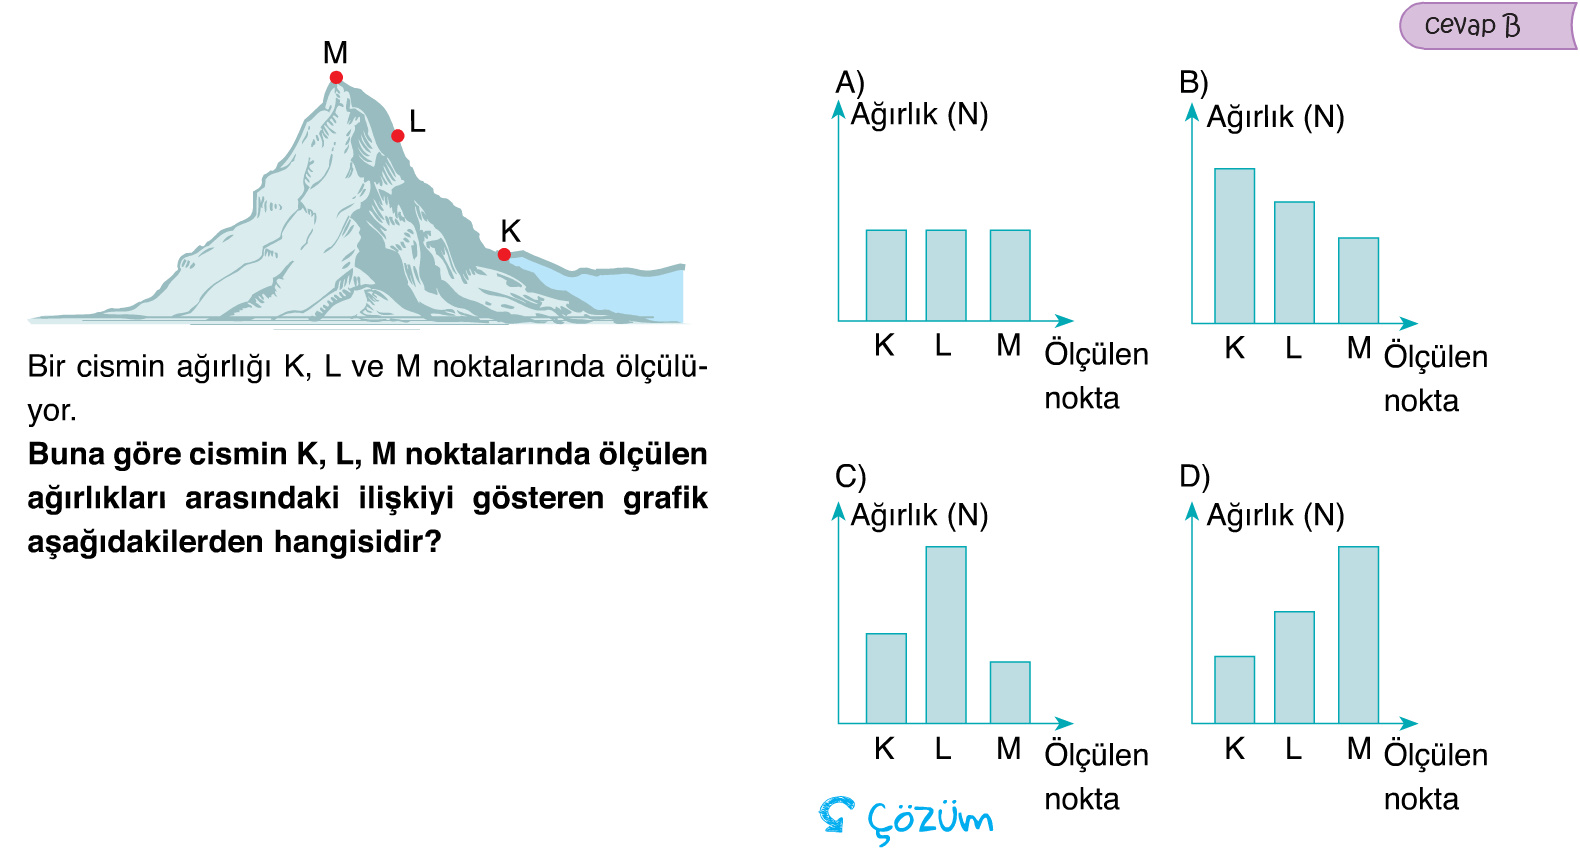 cevap B
M
L
K
Bir cismin ağırlığı K, L ve M noktalarında ölçülü-
yor.
Buna göre cismin K, L, M noktalarında ölçülen
ağırlıkları arasındaki ilişkiyi gösteren grafik
aşağıdakilerden hangisidir?
A)
Ağırlık (N)
K L M Ölçülen
nokta
B)
Ağırlık (N)
K L M Ölçülen
nokta
C)
Ağırlık (N)
K L M Ölçülen
nokta
D)
Ağırlık (N)
K L M Ölçülen
nokta
Çözüm